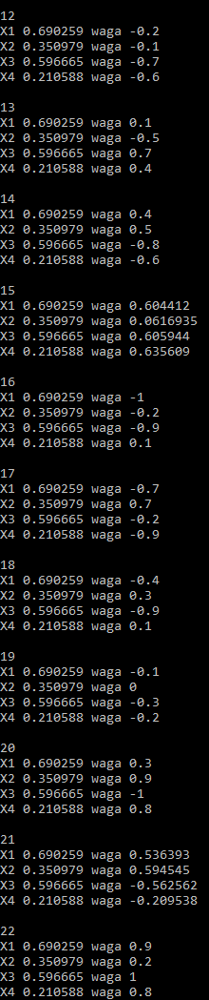 12
X1 0.690259 waga -0.2
X2 0.350979 waga -0.1
X3 0.596665 waga -0.7
X4 0.210588 waga -0.6
13
X1 0.690259 waga 0.1
X2 0.350979 waga -0.5
X3 0.596665 waga 0.7
X4 0.210588 waga 0.4
14
X1 0.690259 waga 0.4
X2 0.350979 waga 0.5
X3 0.596665 waga -0.8
X4 0.210588 waga -0.6
15
X1 0.690259 waga 0.604412
X2 0.350979 waga 0.0616935
X3 0.596665 waga 0.605944
X4 0.210588 waga 0.635609
16
X1 0.690259 waga -1
X2 0.350979 waga -0.2
X3 0.596665 waga -0.9
X4 0.210588 waga 0.1
17
X1 0.690259 waga -0.7
X2 0.350979 waga 0.7
X3 0.596665 waga -0.2
X4 0.210588 waga -0.9
18
X1 0.690259 waga -0.4
X2 0.350979 waga 0.3
X3 0.596665 waga -0.9
X4 0.210588 waga 0.1
19
X1 0.690259 waga -0.1
X2 0.350979 waga 0
X3 0.596665 waga -0.3
X4 0.210588 waga -0.2
20
X1 0.690259 waga 0.3
X2 0.350979 waga 0.9
X3 0.596665 waga -1
X4 0.210588 waga 0.8
21
X1 0.690259 waga 0.536393
X2 0.350979 waga 0.594545
X3 0.596665 waga -0.562562
X4 0.210588 waga -0.209538
22
X1 0.690259 waga 0.9
X2 0.350979 waga 0.2
X3 0.596665 waga 1
X4 0.210588 waga 0.8